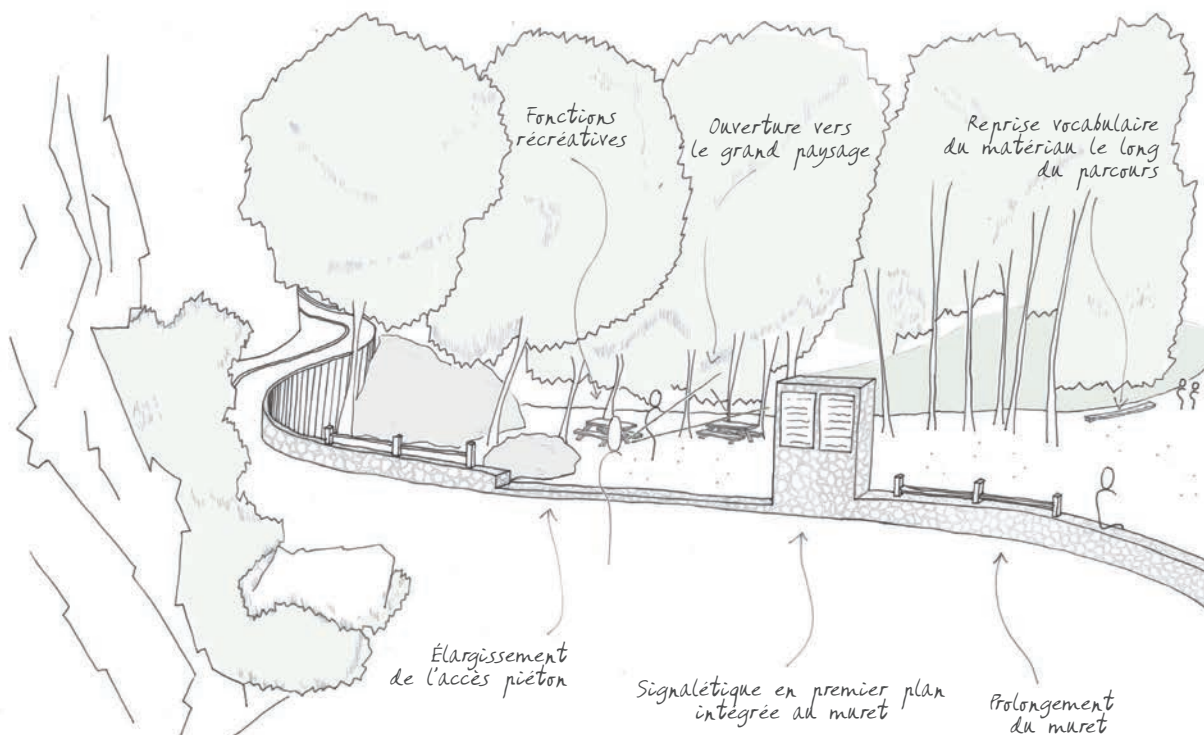 Fonctions
récréatives
Ouverture vers
le grand paysage
Reprise vocabulaire
du matériau le long
du parcours
Élargissement
de l'accès piéton
Signalétique en premier plan
intégrée au muret
Prolongement
du muret